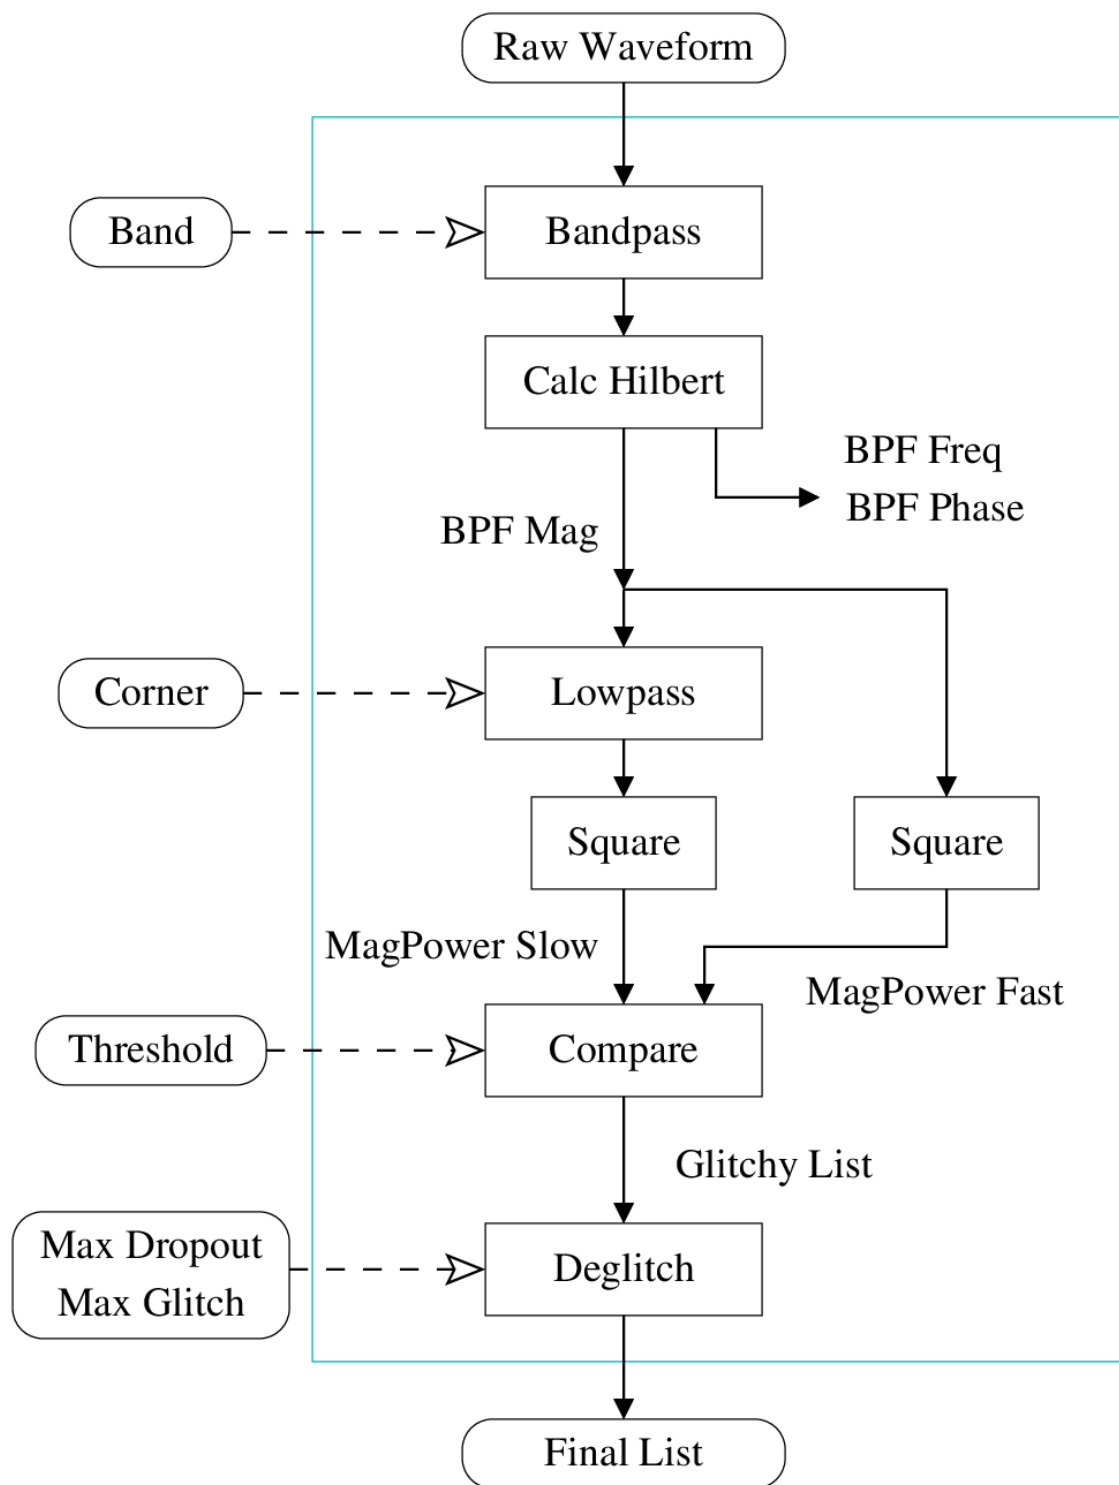 Raw Waveform
Band
Bandpass
Calc Hilbert
BPF Freq
BPF Phase
BPF Mag
Corner
Lowpass
Square
Square
MagPower Slow
MagPower Fast
Threshold
Compare
Glitchy List
Max Dropout
Max Glitch
Deglitch
Final List